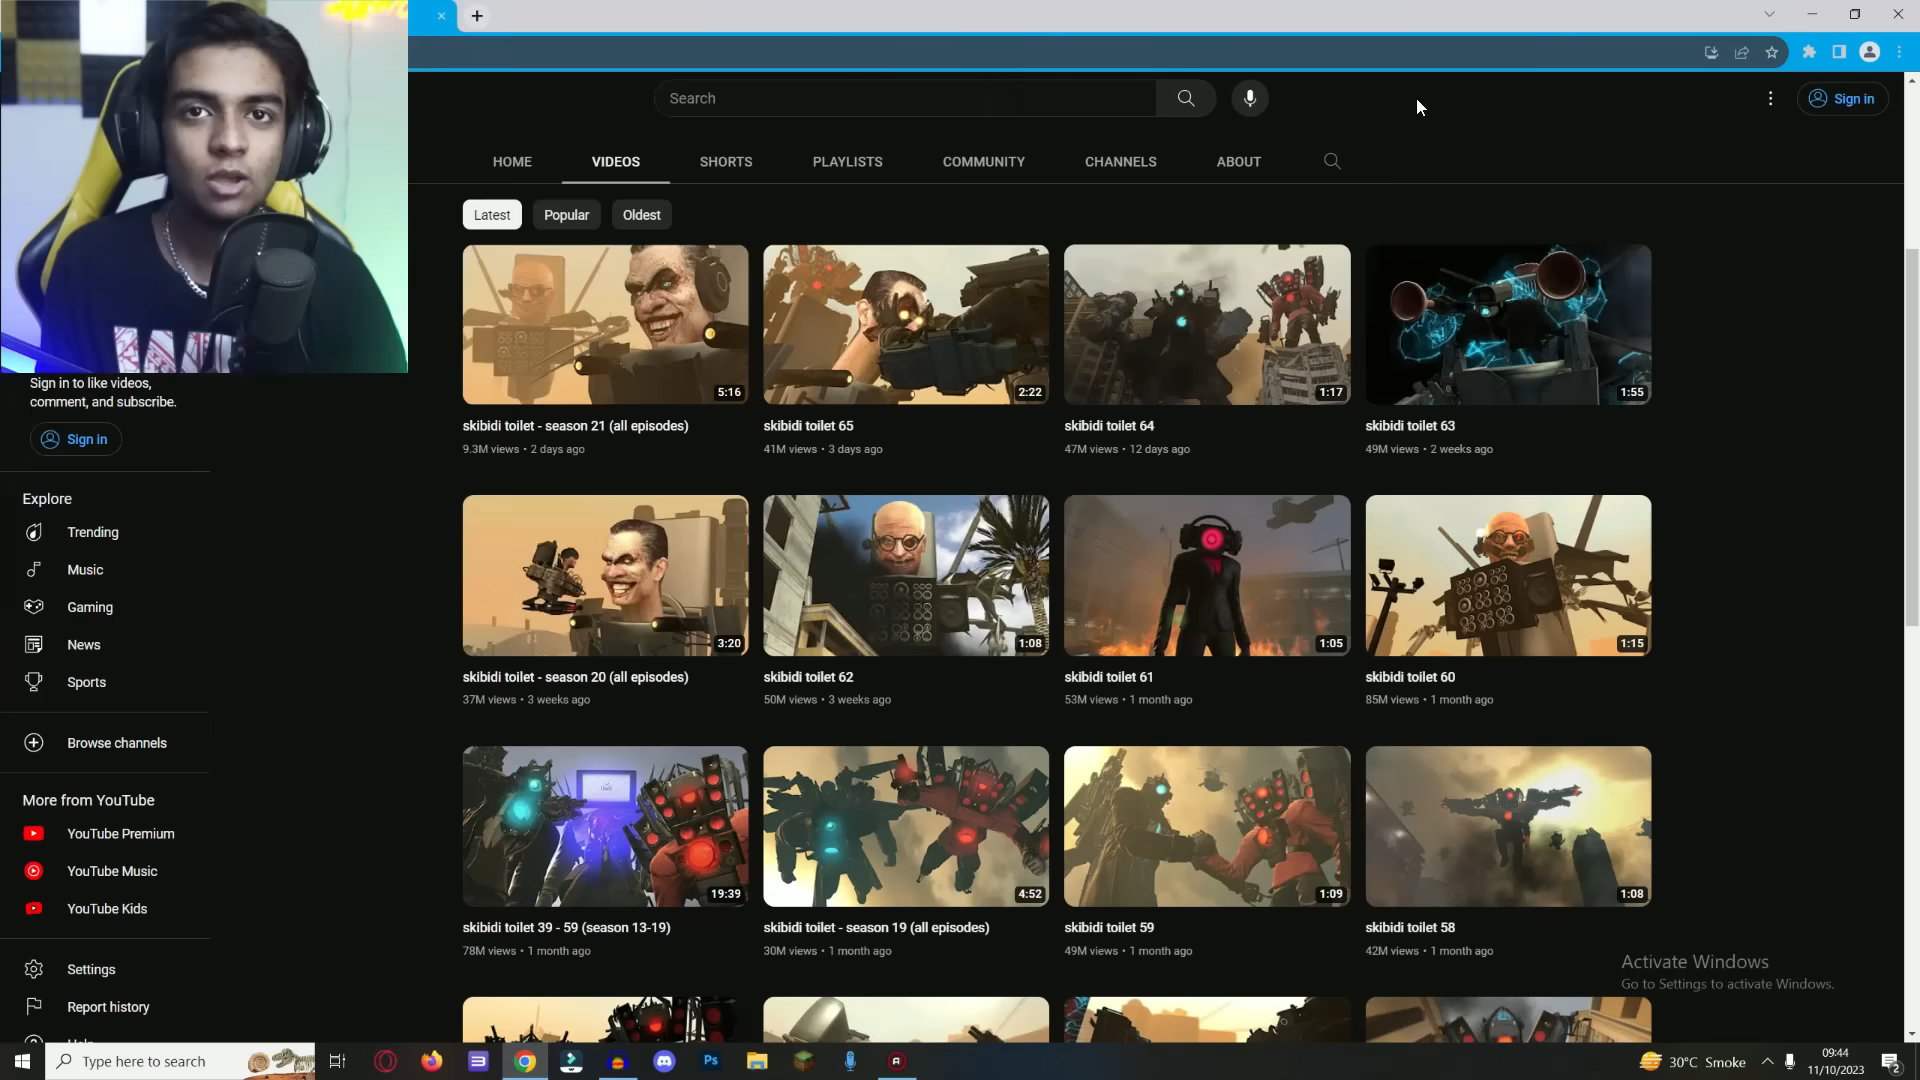 Search
Sign in
HOME
VIDEOS
SHORTS
PLAYLISTS
COMMUNITY
CHANNELS
ABOUT
Latest
Popular
Oldest
5:16
2:22
1:17
1:55
Sign in to like videos,
comment, and subscribe.
Sign in
skibidi toilet - season 21 (all episodes)
9.3M views • 2 days ago
skibidi toilet 65
41M views • 3 days ago
skibidi toilet 64
47M views • 12 days ago
skibidi toilet 63
49M views • 2 weeks ago
Explore
Trending
Music
Gaming
News
Sports
3:20
1:08
1:05
1:15
skibidi toilet - season 20 (all episodes)
37M views • 3 weeks ago
skibidi toilet 62
50M views • 3 weeks ago
skibidi toilet 61
53M views • 1 month ago
skibidi toilet 60
85M views • 1 month ago
Browse channels
More from YouTube
YouTube Premium
YouTube Music
YouTube Kids
19:39
4:52
1:09
1:08
skibidi toilet 39 - 59 (season 13-19)
78M views • 1 month ago
skibidi toilet - season 19 (all episodes)
30M views • 1 month ago
skibidi toilet 59
49M views • 1 month ago
skibidi toilet 58
42M views • 1 month ago
Settings
Report history
Activate Windows
Go to Settings to activate Windows.
Type here to search
Ps
30°C Smoke
09:44
11/10/2023
2